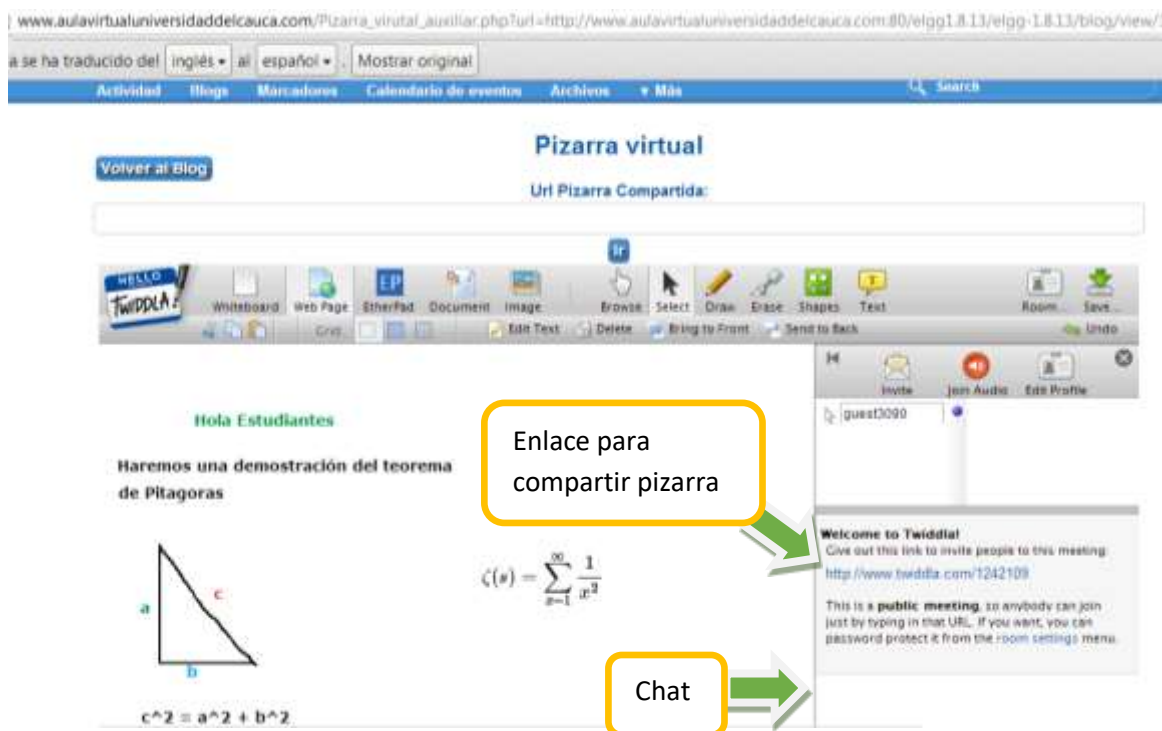 www.aulavirtualuniversidaddelcauca.com/Pizarra_virutal_auxiliar.php?url=http://www.aulavirtualuniversidaddelcauca.com:80/elgg1.8.13/elgg-1.8.13/blog/view/
a se ha traducido del inglés al español . Mostrar original
Actividad Blogs Marcadores Calendario de eventos Archivos ▾ Más Search
Pizarra virtual
Volver al Blog
Url Pizarra Compartida:
Ir
HELLO
TWIDDLA!
Whiteboard Web Page EtherPad Document Image Browse Select Draw Erase Shapes Text Room... Save...
EP
Grid Edit Text Delete Bring to Front Send to Back Undo
Invite Join Audio Edit Profile
guest3090
Hola Estudiantes
Haremos una demostración del teorema
de Pitagoras
Enlace para
compartir pizarra
Welcome to Twiddla!
Give out this link to invite people to this meeting:
http://www.twiddla.com/1242109
This is a public meeting, so anybody can join
just by typing in that URL. If you want, you can
password protect it from the room settings menu.
a
c
b
ζ(s) = ∑_{x=1}^{∞} 1/x^2
Chat
c^2 = a^2 + b^2